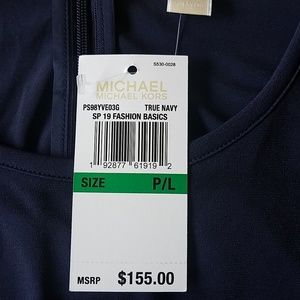 S530-0028
MICHAEL
MICHAEL KORS
PS98YVE03G TRUE NAVY
SP 19 FASHION BASICS
1 92877 61919 2
SIZE P/L
MSRP $155.00